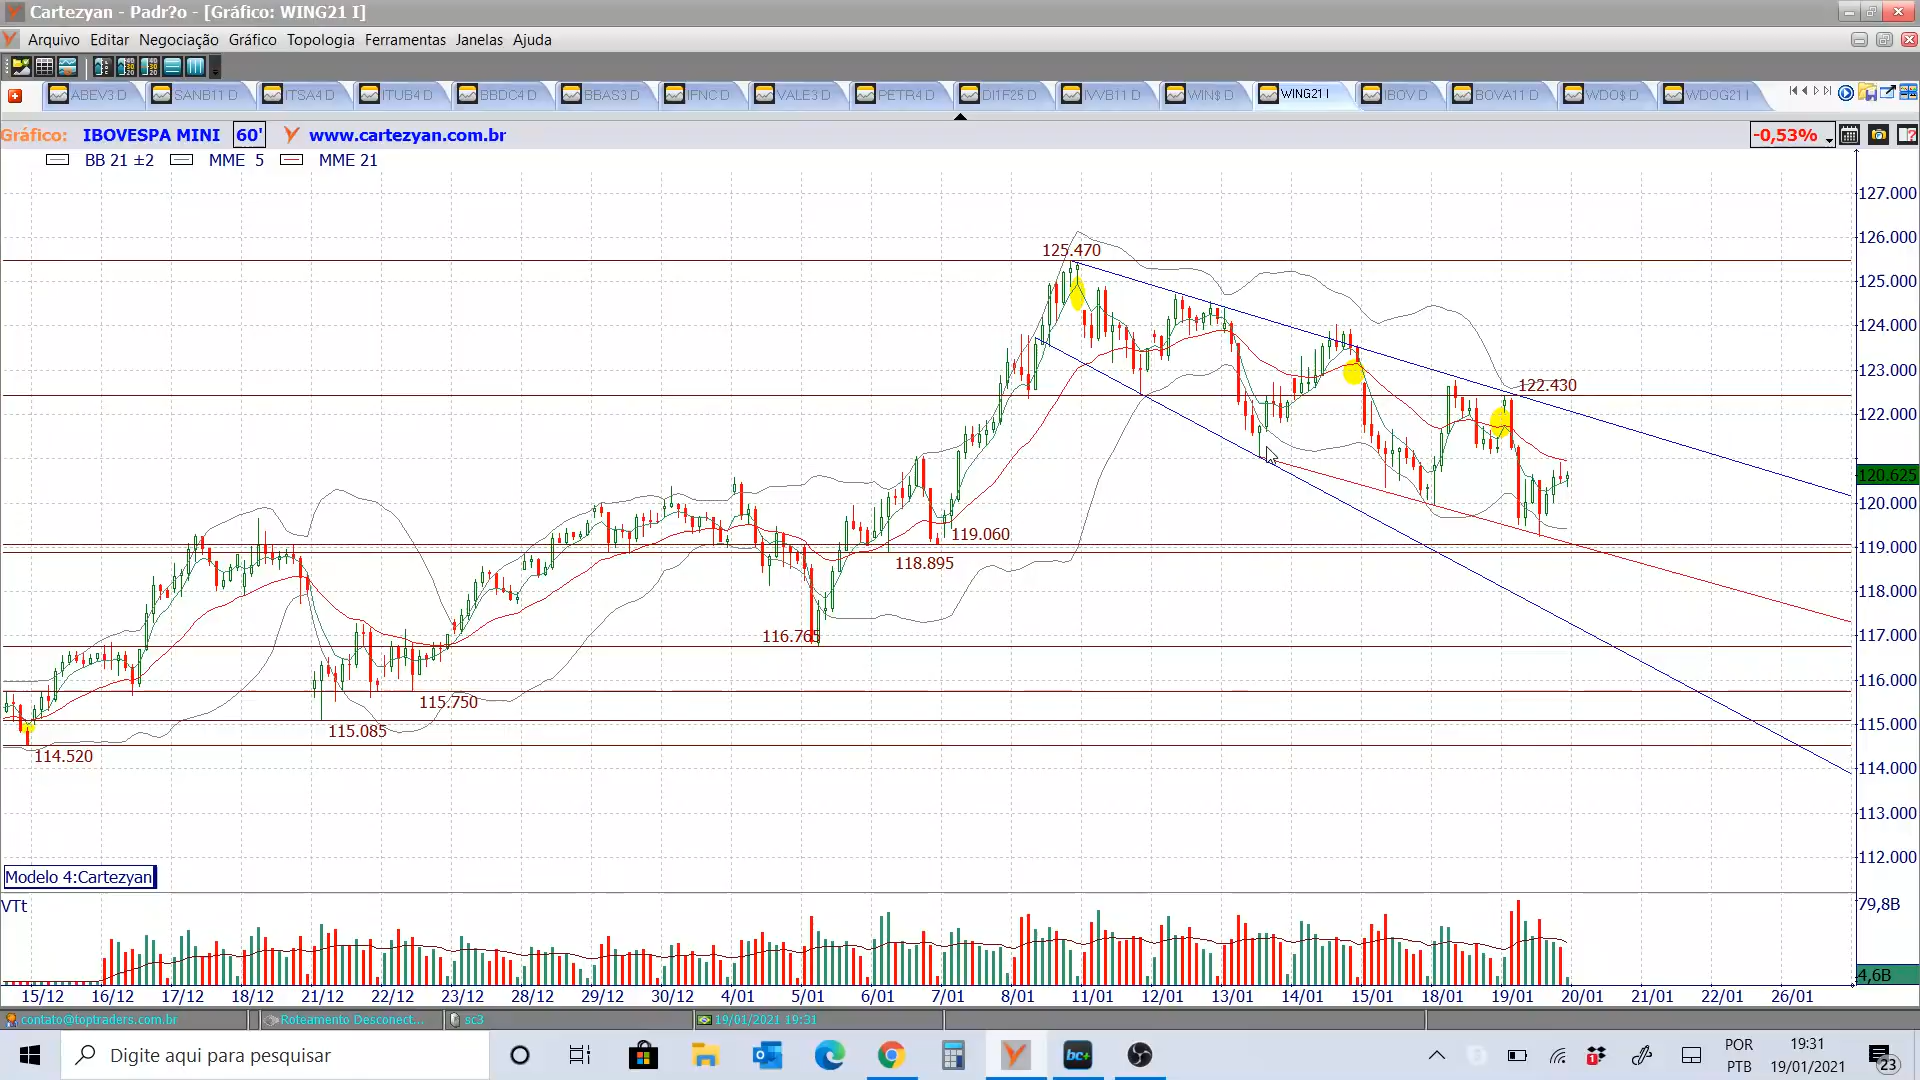 Cartezyan - Padr?o - [Gráfico: WING21 I]
Arquivo Editar Negociação Gráfico Topologia Ferramentas Janelas Ajuda
ABEV3 D SANB11 D ITSA4 D ITUB4 D BBDC4 D BBAS3 D IFNC D VALE3 D PETR4 D DI1F25 D IVVB11 D WIN$ D WING21 I IBOV D BOVA11 D WDO$ D WDOG21 I
Gráfico: IBOVESPA MINI 60' www.cartezyan.com.br -0,53%
BB 21 ±2 MME 5 MME 21
127.000
126.000
125.470
125.000
124.000
123.000
122.430
122.000
120.625
120.000
119.060
119.000
118.895
118.000
117.000
116.765
116.000
115.750
115.085
115.000
114.520
114.000
113.000
112.000
Modelo 4:Cartezyan
VTt
79,8B
4,6B
15/12 16/12 17/12 18/12 21/12 22/12 23/12 28/12 29/12 30/12 4/01 5/01 6/01 7/01 8/01 11/01 12/01 13/01 14/01 15/01 18/01 19/01 20/01 21/01 22/01 26/01
contato@toptraders.com.br Roteamento Desconect... sc3 19/01/2021 19:31
Digite aqui para pesquisar
bc+
1
POR
PTB
19:31
19/01/2021
23